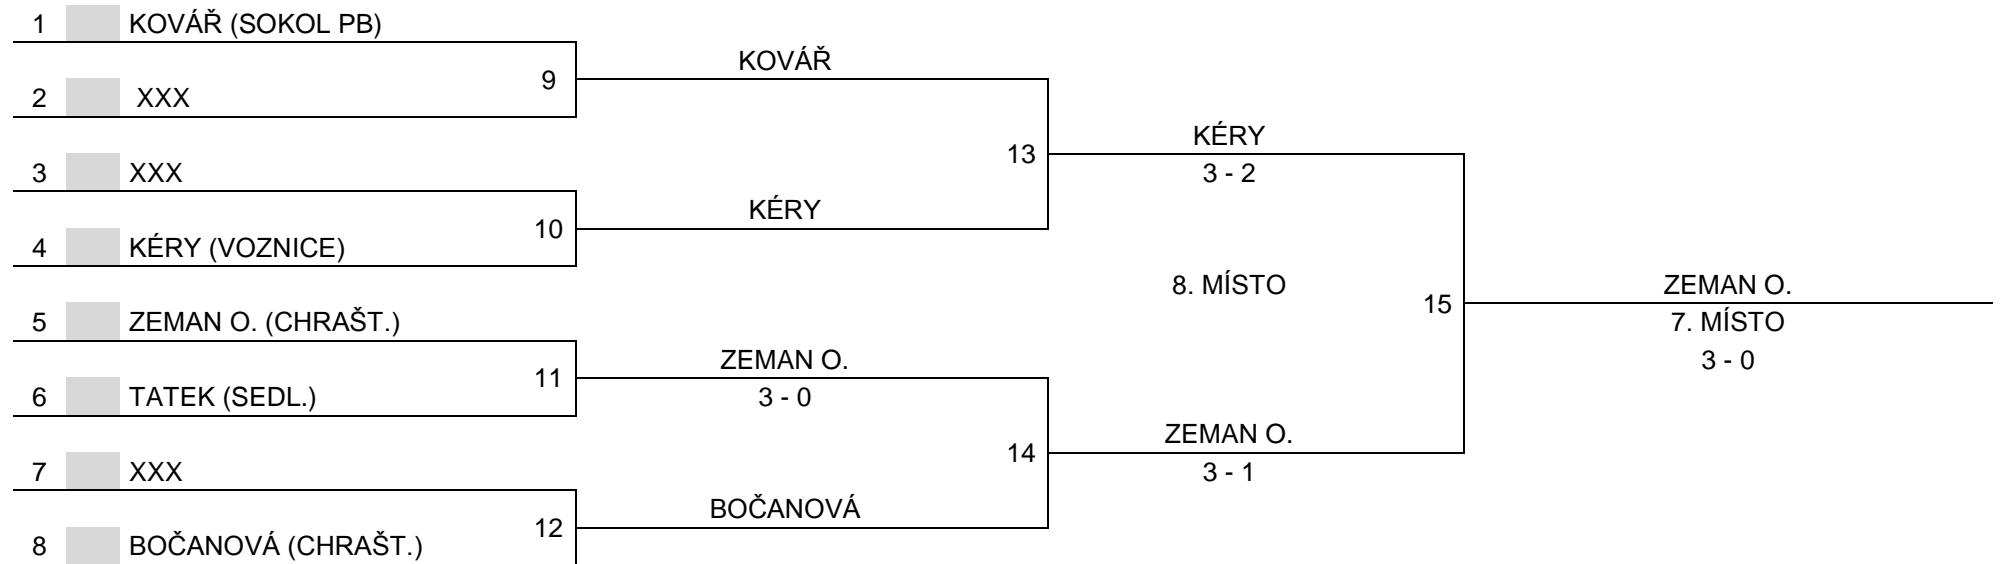 1 KOVÁŘ (SOKOL PB)
KOVÁŘ
9
2 XXX
KÉRY
13
3 XXX
3 - 2
KÉRY
10
4 KÉRY (VOZNICE)
8. MÍSTO
ZEMAN O.
15
5 ZEMAN O. (CHRAŠT.)
7. MÍSTO
ZEMAN O.
3 - 0
11
6 TATEK (SEDL.)
3 - 0
ZEMAN O.
14
7 XXX
3 - 1
BOČANOVÁ
12
8 BOČANOVÁ (CHRAŠT.)